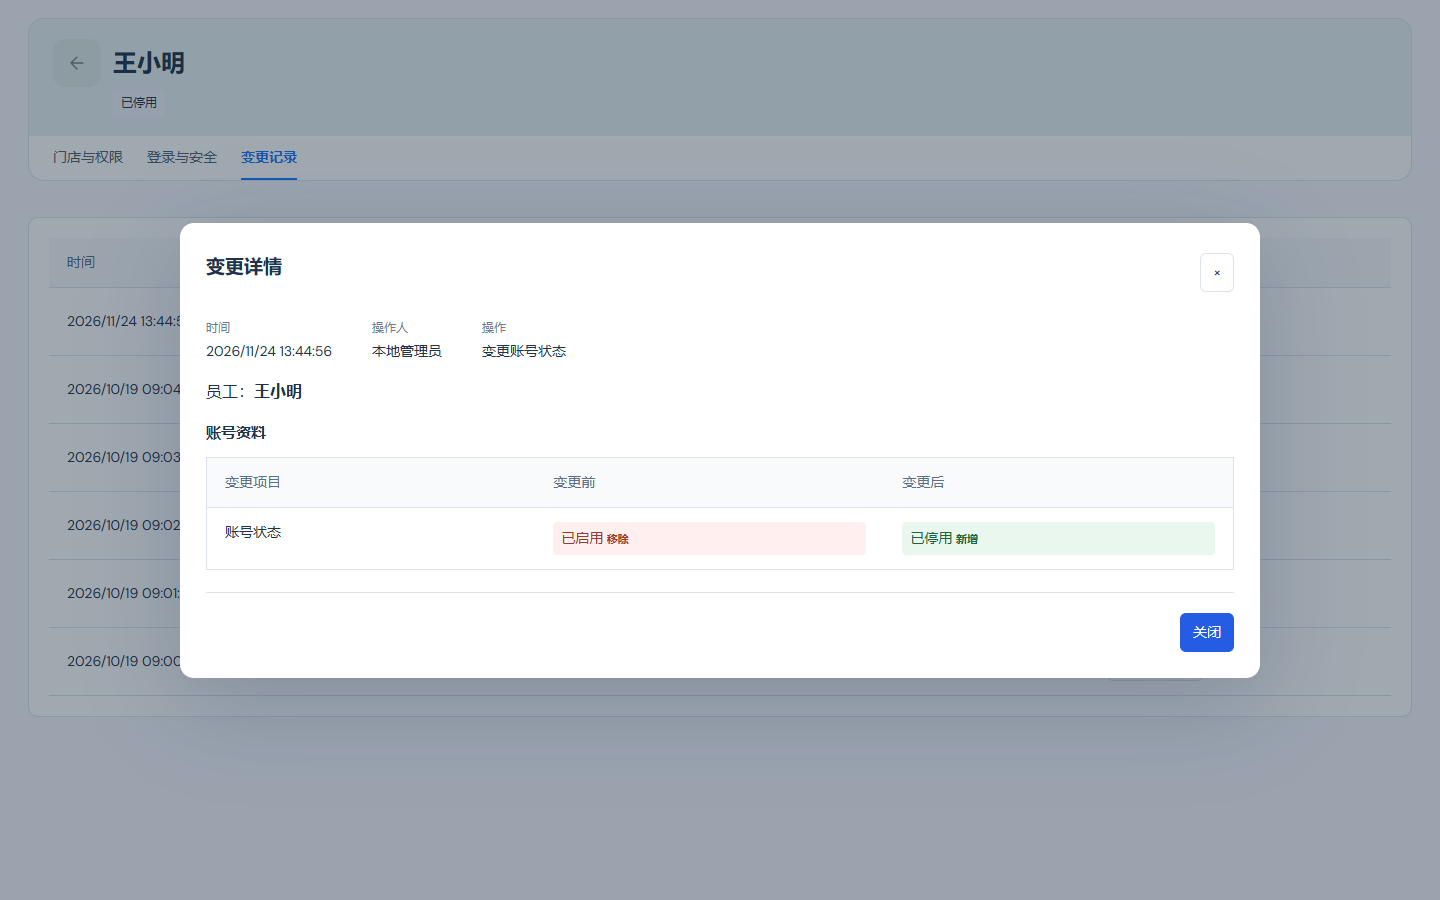 王小明
已停用
门店与权限 登录与安全 变更记录
时间
2026/11/24 13:44:5
2026/10/19 09:04
2026/10/19 09:03
2026/10/19 09:02
2026/10/19 09:01:
2026/10/19 09:00
变更详情
×
时间 操作人 操作
2026/11/24 13:44:56 本地管理员 变更账号状态
员工：王小明
账号资料
变更项目 变更前 变更后
账号状态 已启用 移除 已停用 新增
关闭